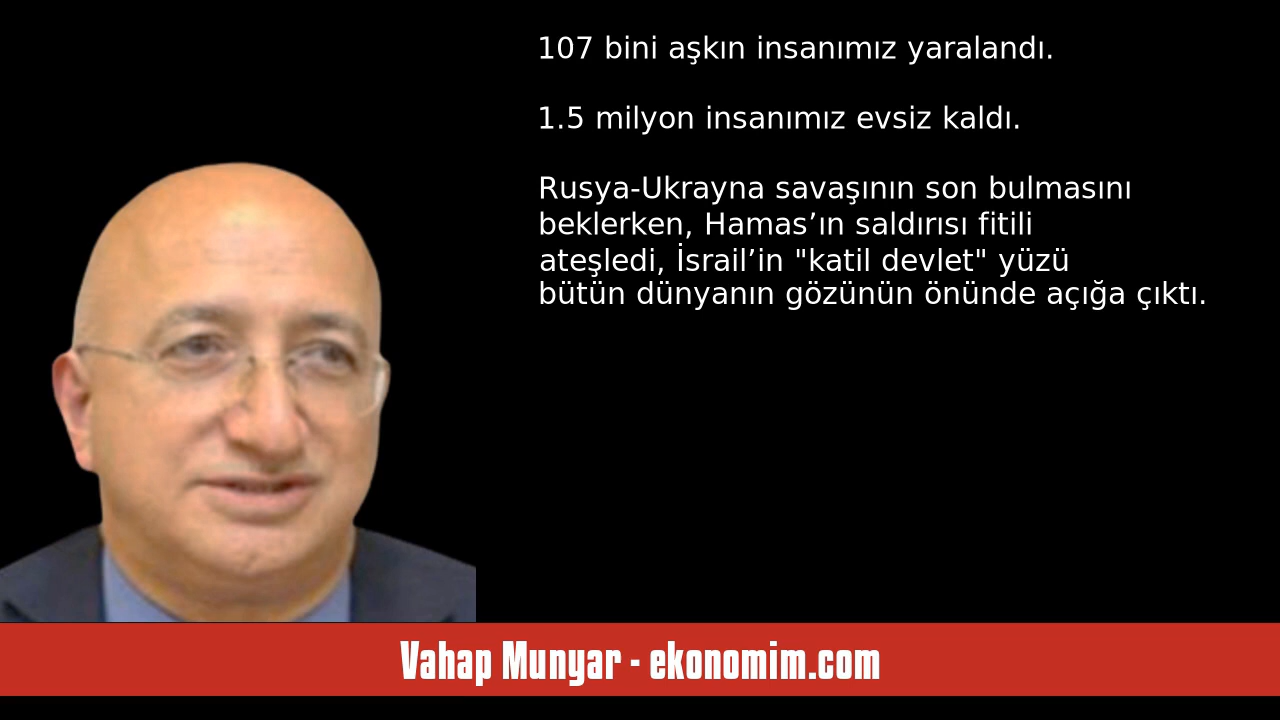 107 bini aşkın insanımız yaralandı.
1.5 milyon insanımız evsiz kaldı.
Rusya-Ukrayna savaşının son bulmasını
beklerken, Hamas’ın saldırısı fitili
ateşledi, İsrail’in "katil devlet" yüzü
bütün dünyanın gözünün önünde açığa çıktı.
Vahap Munyar - ekonomim.com